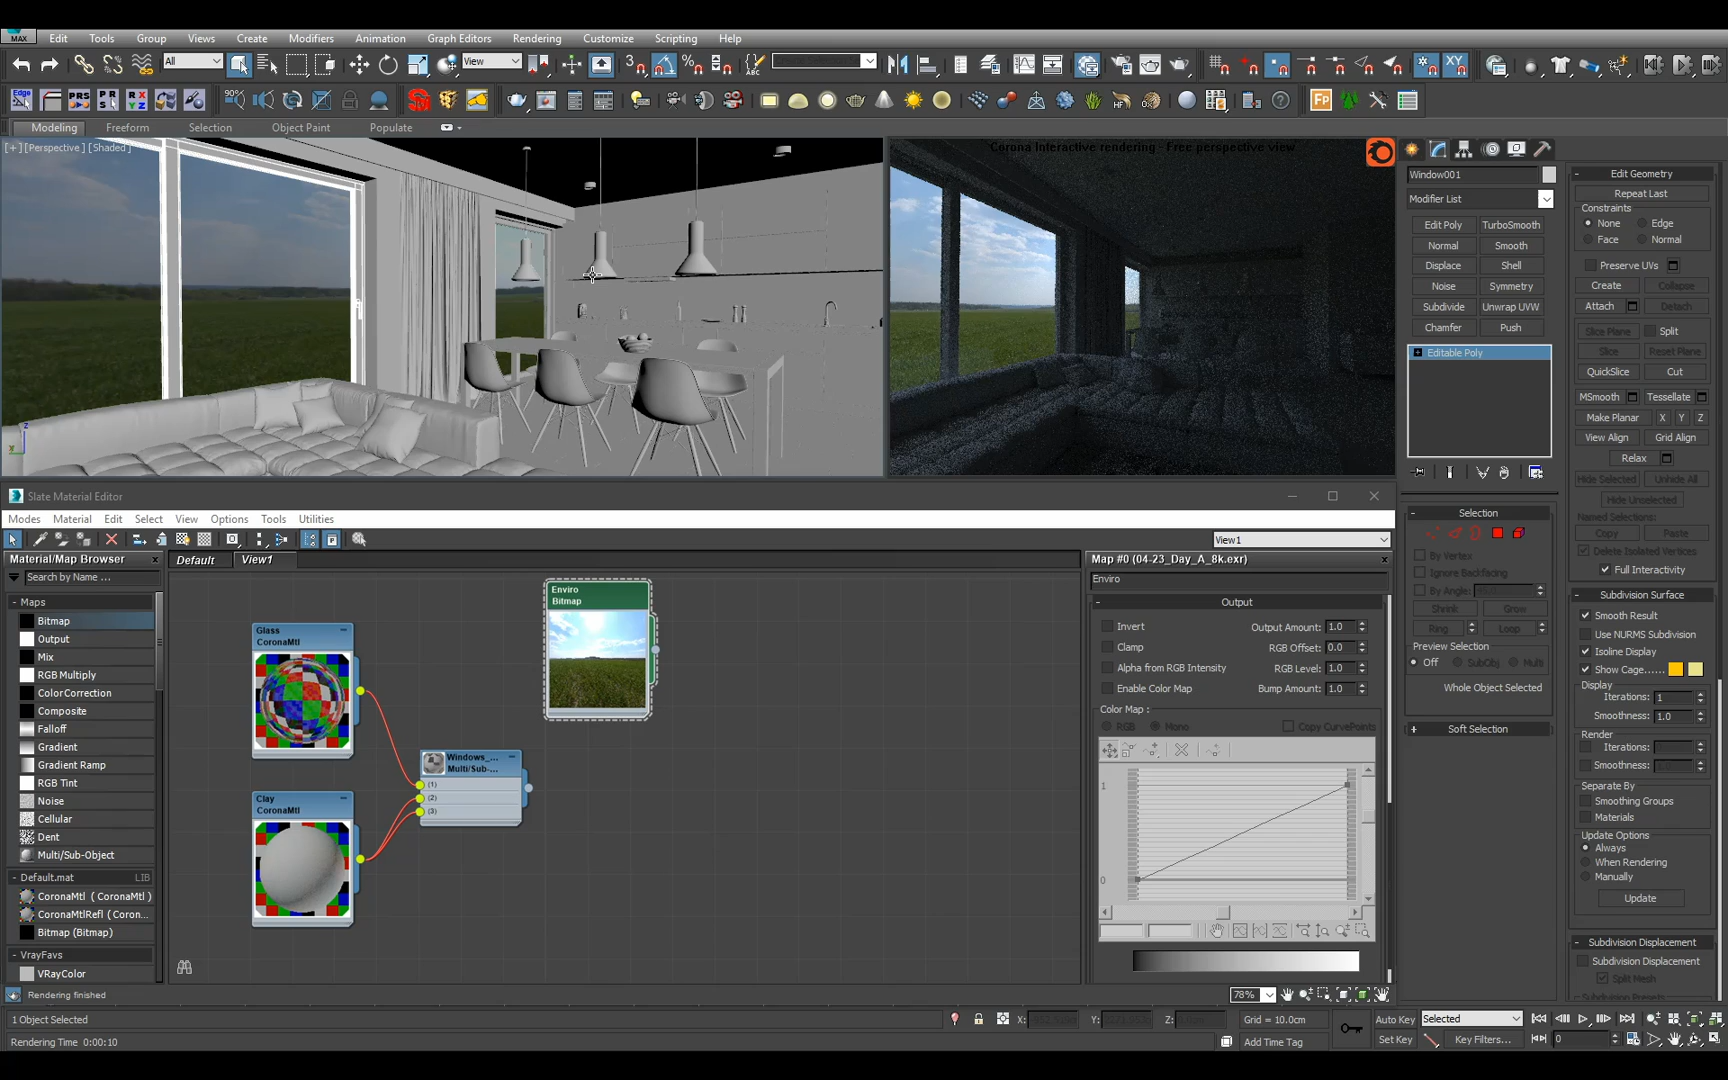 MAX Edit Tools Group Views Create Modifiers Animation Graph Editors Rendering Customize Scripting Help
All View
Modeling Freeform Selection Object Paint Populate
[+][Perspective][Shaded]
Corona Interactive rendering - Free perspective view
Window001
Modifier List
Edit Poly TurboSmooth
Normal Smooth
Displace Shell
Noise Symmetry
Subdivide Unwrap UVW
Chamfer Push
Editable Poly
Selection
By Vertex
Ignore Backfacing
By Angle:
Shrink Grow
Ring Loop
Preview Selection
Off SubObj Multi
Whole Object Selected
Soft Selection
Edit Geometry
Repeat Last
Constraints
None Edge
Face Normal
Preserve UVs
Create Collapse
Attach Detach
Slice Plane Split
Slice Reset Plane
QuickSlice Cut
MSmooth Tessellate
Make Planar X Y Z
View Align Grid Align
Relax
Hide Selected Unhide All
Hide Unselected
Named Selections:
Copy Paste
Delete Isolated Vertices
Full Interactivity
Subdivision Surface
Smooth Result
Use NURMS Subdivision
Isoline Display
Show Cage......
Display
Iterations: 1
Smoothness: 1.0
Render
Iterations:
Smoothness:
Separate By
Smoothing Groups
Materials
Update Options
Always
When Rendering
Manually
Update
Subdivision Displacement
Subdivision Displacement
Split Mesh
Subdivision Presets
Slate Material Editor
Modes Material Edit Select View Options Tools Utilities
View1
Material/Map Browser
Search by Name ...
- Maps
Bitmap
Output
Mix
RGB Multiply
ColorCorrection
Composite
Falloff
Gradient
Gradient Ramp
RGB Tint
Noise
Cellular
Dent
Multi/Sub-Object
- Default.mat LIB
CoronaMtl ( CoronaMtl )
CoronaMtlRefl ( Coron...
Bitmap (Bitmap)
- VRayFavs
VRayColor
Default View1
Glass
CoronaMtl
Clay
CoronaMtl
Windows_...
Multi/Sub-...
(1)
(2)
(3)
Enviro
Bitmap
Map #0 (04-23_Day_A_8k.exr)
Enviro
Output
Invert Output Amount: 1.0
Clamp RGB Offset: 0.0
Alpha from RGB Intensity RGB Level: 1.0
Enable Color Map Bump Amount: 1.0
Color Map :
RGB Mono Copy CurvePoints
1
0
Rendering finished
78%
1 Object Selected
X: Y: Z: Grid = 10.0cm
Auto Key Selected
Rendering Time 0:00:10
Add Time Tag
Set Key Key Filters... 0